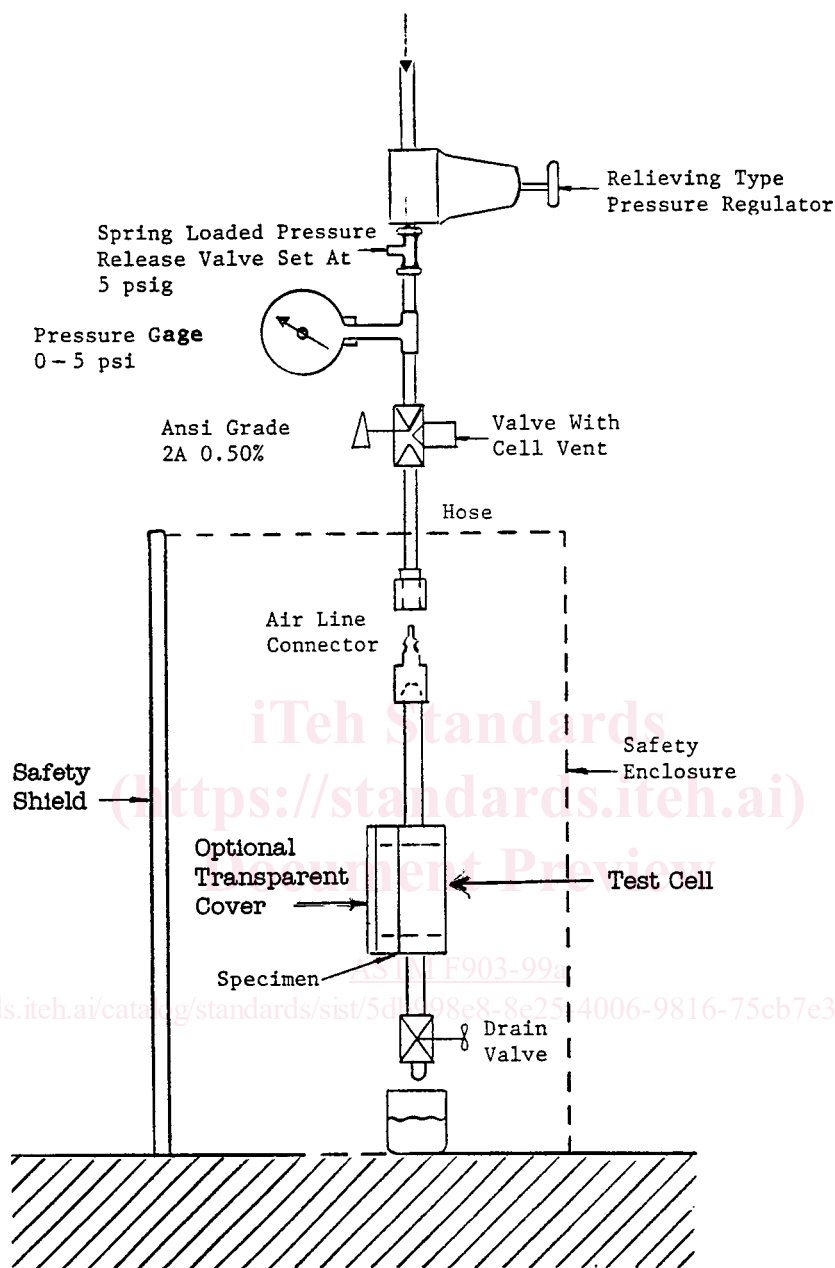 Relieving Type
Pressure Regulator
Spring Loaded Pressure
Release Valve Set At
5 psig
Pressure Gage
0-5 psi
Ansi Grade
2A 0.50%
Valve With
Cell Vent
Hose
Air Line
Connector
iTeh Standards
Safety
Enclosure
Safety
Shield
(https://standards.iteh.ai)
Optional
Transparent
Cover
Document Preview
Test Cell
Specimen
ASTM F903-99a
Drain
Valve